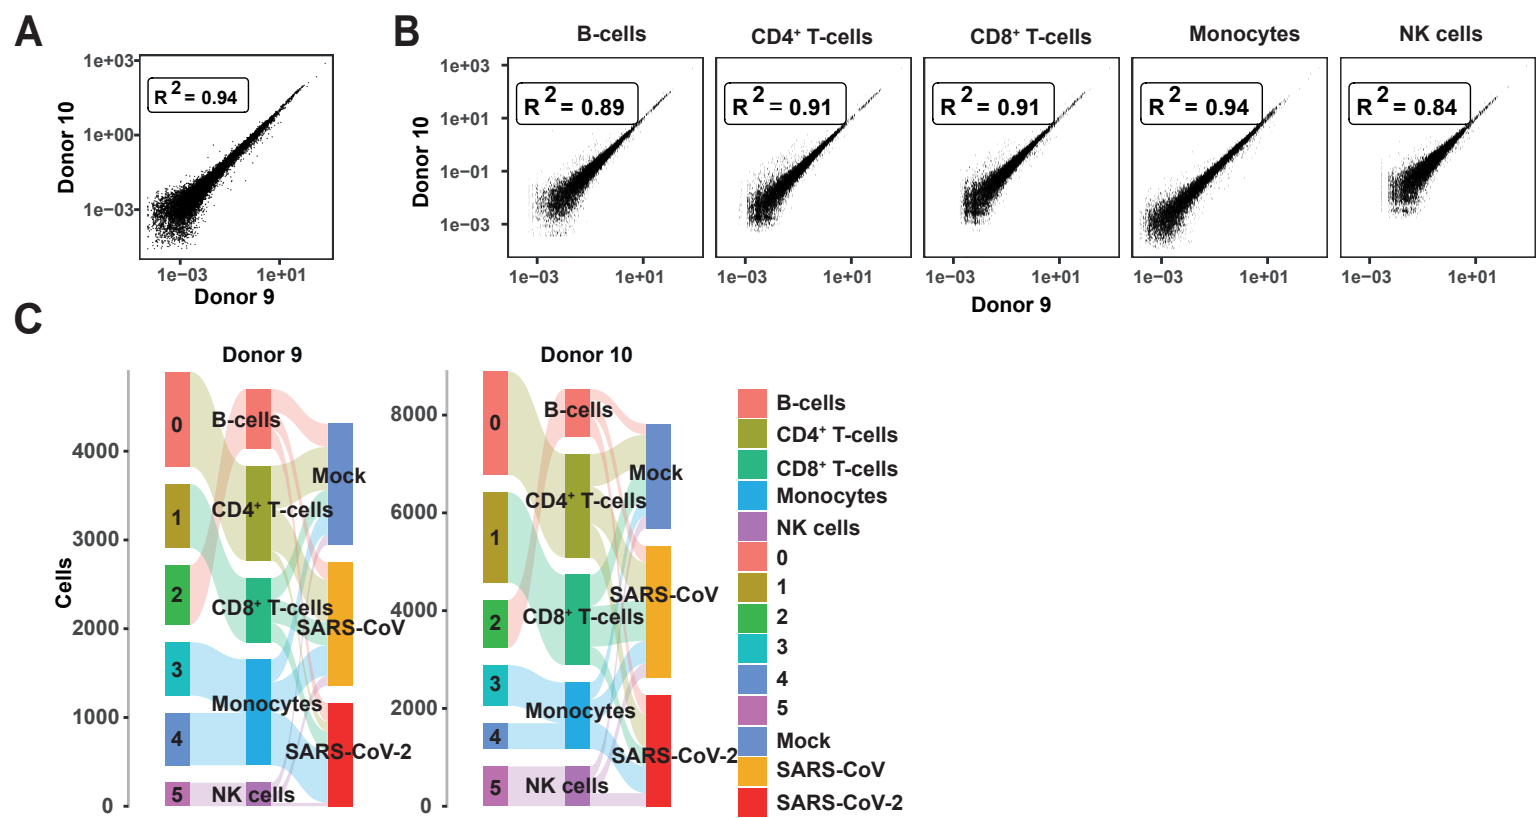 A
1e+03
1e+00
1e-03
Donor 10
R2 = 0.94
1e-03 1e+01
Donor 9
B
B-cells CD4+ T-cells CD8+ T-cells Monocytes NK cells
1e+03
1e+01
1e-01
1e-03
Donor 10
R2 = 0.89 R2 = 0.91 R2 = 0.91 R2 = 0.94 R2 = 0.84
1e-03 1e+01 1e-03 1e+01 1e-03 1e+01 1e-03 1e+01 1e-03 1e+01
Donor 9
C
Donor 9
Cells
4000
3000
2000
1000
0
0
1
2
3
4
5
B-cells
CD4+ T-cells
CD8+ T-cells
Monocytes
NK cells
Mock
SARS-CoV
SARS-CoV-2
Donor 10
8000
6000
4000
2000
0
0
1
2
3
4
5
B-cells
CD4+ T-cells
CD8+ T-cells
Monocytes
NK cells
Mock
SARS-CoV
SARS-CoV-2
B-cells
CD4+ T-cells
CD8+ T-cells
Monocytes
NK cells
0
1
2
3
4
5
Mock
SARS-CoV
SARS-CoV-2